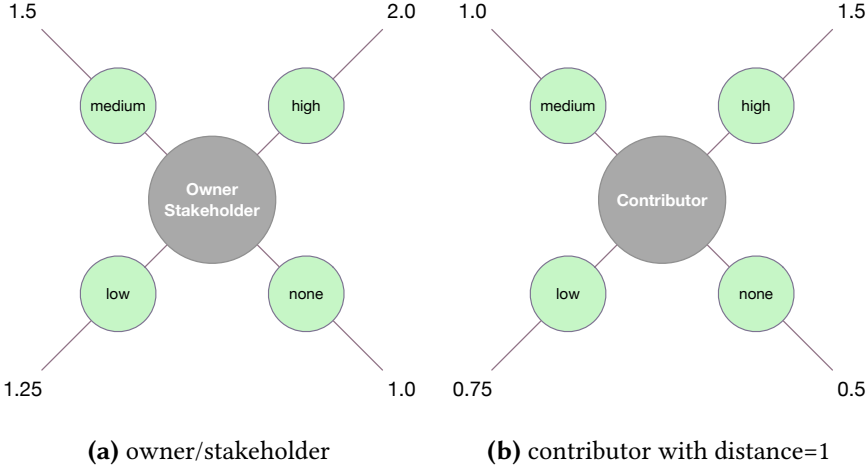 1.5
2.0
medium
high
Owner
Stakeholder
low
none
1.25
1.0
(a) owner/stakeholder
1.0
1.5
medium
high
Contributor
low
none
0.75
0.5
(b) contributor with distance=1